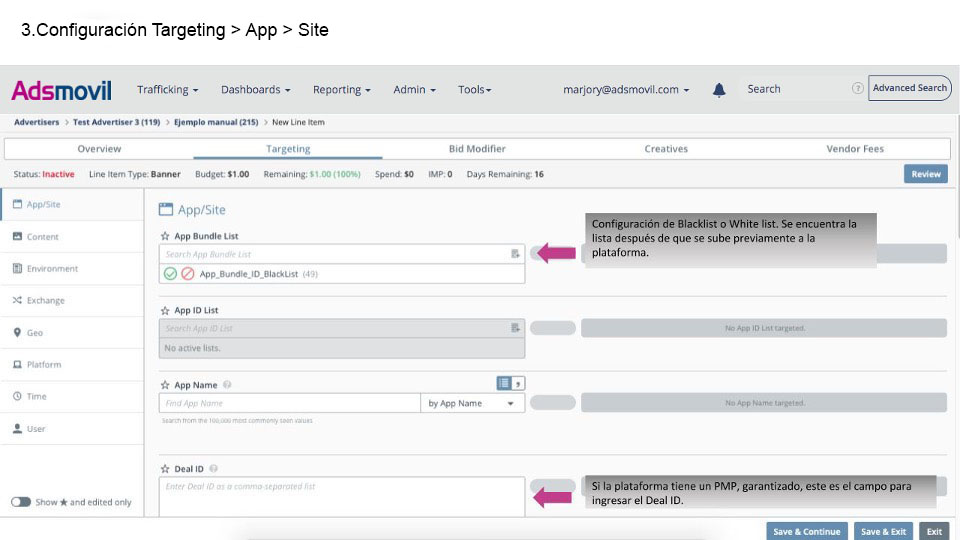 3.Configuración Targeting > App > Site
Adsmovil
Trafficking
Dashboards
Reporting
Admin
Tools
marjory@adsmovil.com
Search
?
Advanced Search
Advertisers > Test Advertiser 3 (119) > Ejemplo manual (215) > New Line Item
Overview
Targeting
Bid Modifier
Creatives
Vendor Fees
Status: Inactive
Line Item Type: Banner
Budget: $1.00
Remaining: $1.00 (100%)
Spend: $0
IMP: 0
Days Remaining: 16
Review
App/Site
Content
Environment
Exchange
Geo
Platform
Time
User
Show ★ and edited only
App/Site
App Bundle List
Search App Bundle List
App_Bundle_ID_BlackList (49)
Configuración de Blacklist o White list. Se encuentra la
lista después de que se sube previamente a la
plataforma.
App ID List
Search App ID List
No active lists.
No App ID List targeted.
App Name ?
Find App Name
by App Name
No App Name targeted.
Search from the 100,000 most commonly seen values
Deal ID ?
Enter Deal ID as a comma-separated list
Si la plataforma tiene un PMP, garantizado, este es el campo para
ingresar el Deal ID.
Save & Continue
Save & Exit
Exit